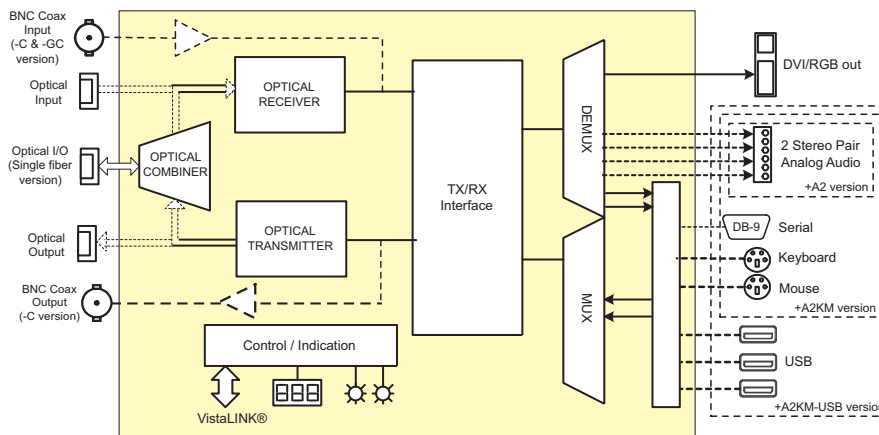 BNC Coax
Input
(-C & -GC
version)
Optical
Input
Optical I/O
(Single fiber
version)
Optical
Output
BNC Coax
Output
(-C version)
OPTICAL
RECEIVER
OPTICAL
COMBINER
OPTICAL
TRANSMITTER
Control / Indication
VistaLINK®
TX/RX
Interface
DEMUX
MUX
DVI/RGB out
2 Stereo Pair
Analog Audio
+A2 version
DB-9
Serial
Keyboard
Mouse
+A2KM version
USB
+A2KM-USB version